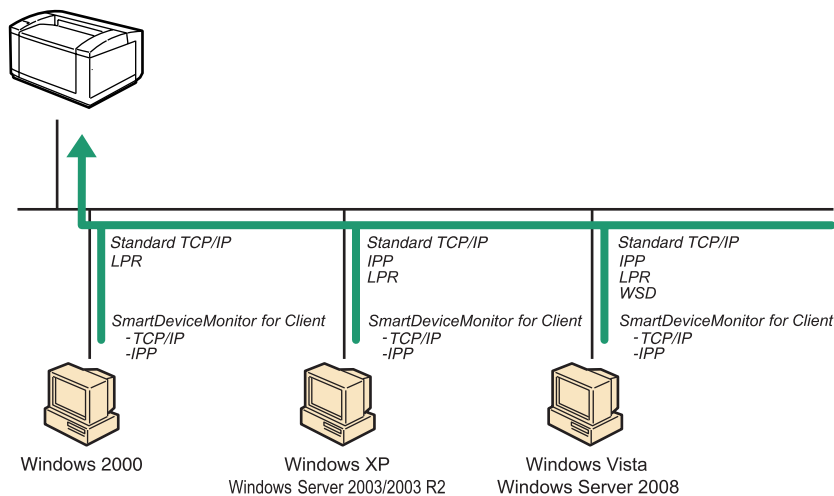 Standard TCP/IP
LPR
SmartDeviceMonitor for Client
-TCP/IP
-IPP
Windows 2000
Standard TCP/IP
IPP
LPR
SmartDeviceMonitor for Client
-TCP/IP
-IPP
Windows XP
Windows Server 2003/2003 R2
Standard TCP/IP
IPP
LPR
WSD
SmartDeviceMonitor for Client
-TCP/IP
-IPP
Windows Vista
Windows Server 2008